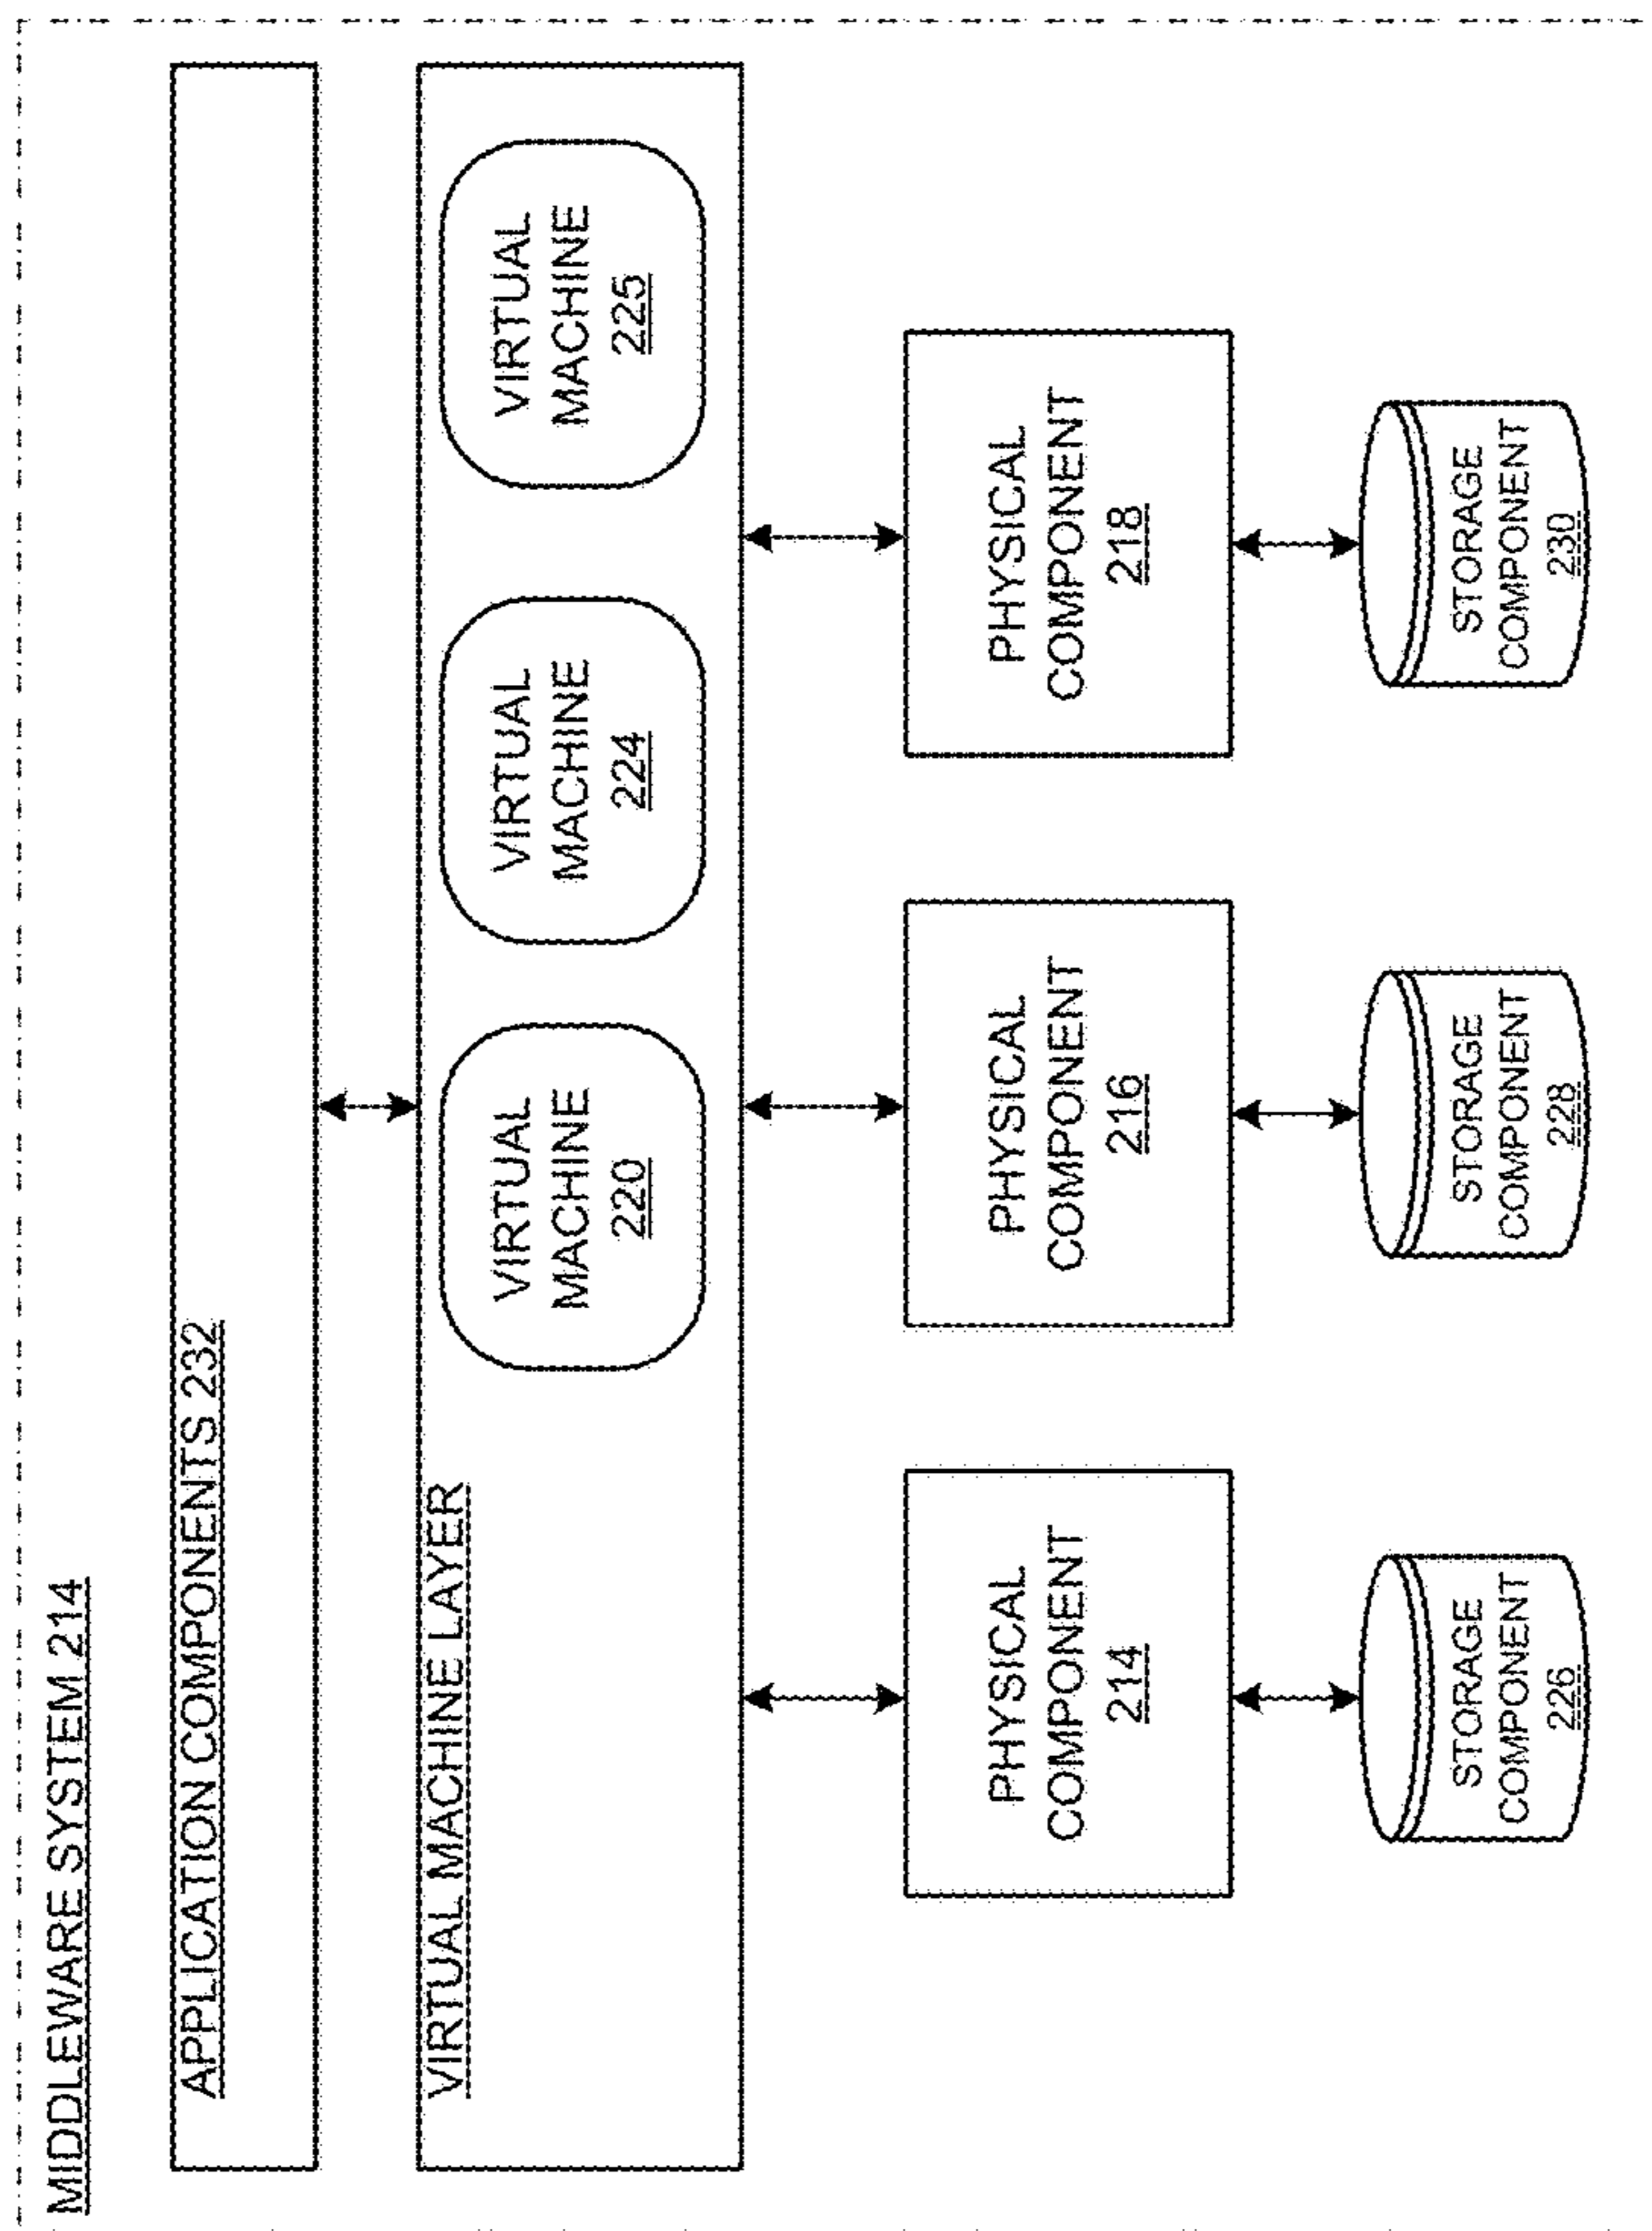 MIDDLEWARE SYSTEM 214
APPLICATION COMPONENTS 232
VIRTUAL MACHINE LAYER
VIRTUAL
MACHINE
220
VIRTUAL
MACHINE
224
VIRTUAL
MACHINE
225
PHYSICAL
COMPONENT
214
PHYSICAL
COMPONENT
216
PHYSICAL
COMPONENT
218
STORAGE
COMPONENT
226
STORAGE
COMPONENT
228
STORAGE
COMPONENT
230